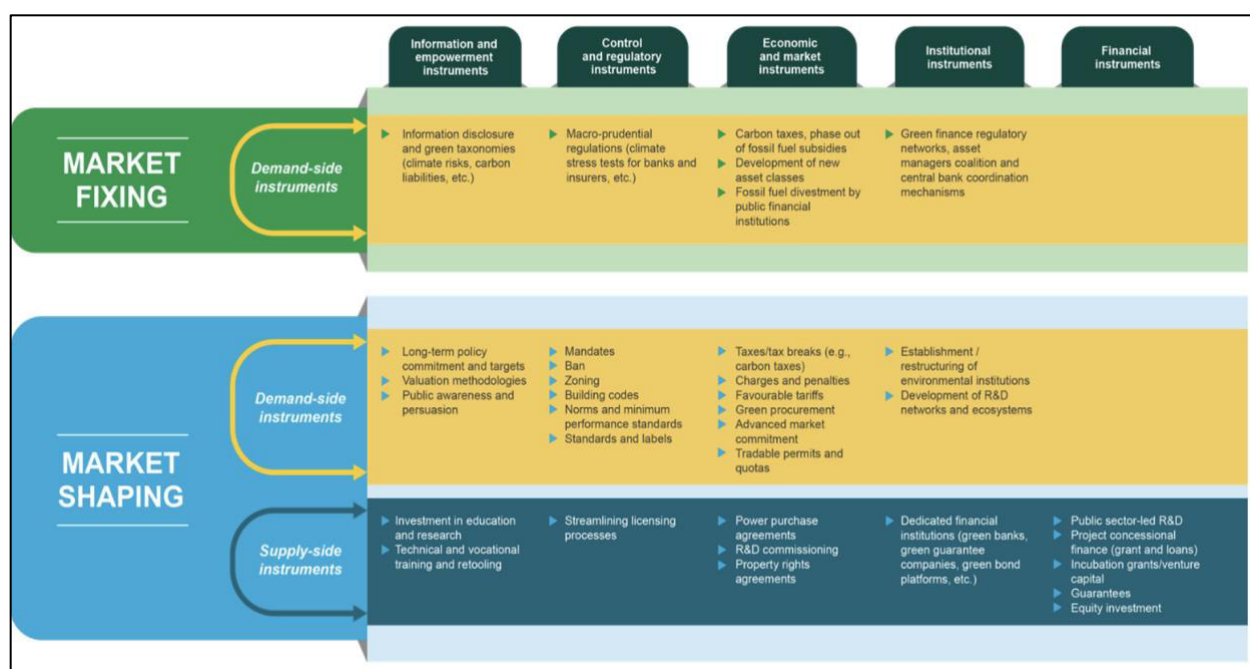 Information and
empowerment
instruments
Control
and regulatory
instruments
Economic
and market
instruments
Institutional
instruments
Financial
instruments
MARKET
FIXING
Demand-side
instruments
Information disclosure
and green taxonomies
(climate risks, carbon
liabilities, etc.)
Macro-prudential
regulations (climate
stress tests for banks and
insurers, etc.)
Carbon taxes, phase out
of fossil fuel subsidies
Development of new
asset classes
Fossil fuel divestment by
public financial
institutions
Green finance regulatory
networks, asset
managers coalition and
central bank coordination
mechanisms
MARKET
SHAPING
Demand-side
instruments
Long-term policy
commitment and targets
Valuation methodologies
Public awareness and
persuasion
Mandates
Ban
Zoning
Building codes
Norms and minimum
performance standards
Standards and labels
Taxes/tax breaks (e.g.,
carbon taxes)
Charges and penalties
Favourable tariffs
Green procurement
Advanced market
commitment
Tradable permits and
quotas
Establishment /
restructuring of
environmental institutions
Development of R&D
networks and ecosystems
Supply-side
instruments
Investment in education
and research
Technical and vocational
training and retooling
Streamlining licensing
processes
Power purchase
agreements
R&D commissioning
Property rights
agreements
Dedicated financial
institutions (green banks,
green guarantee
companies, green bond
platforms, etc.)
Public sector-led R&D
Project concessional
finance (grant and loans)
Incubation grants/venture
capital
Guarantees
Equity investment